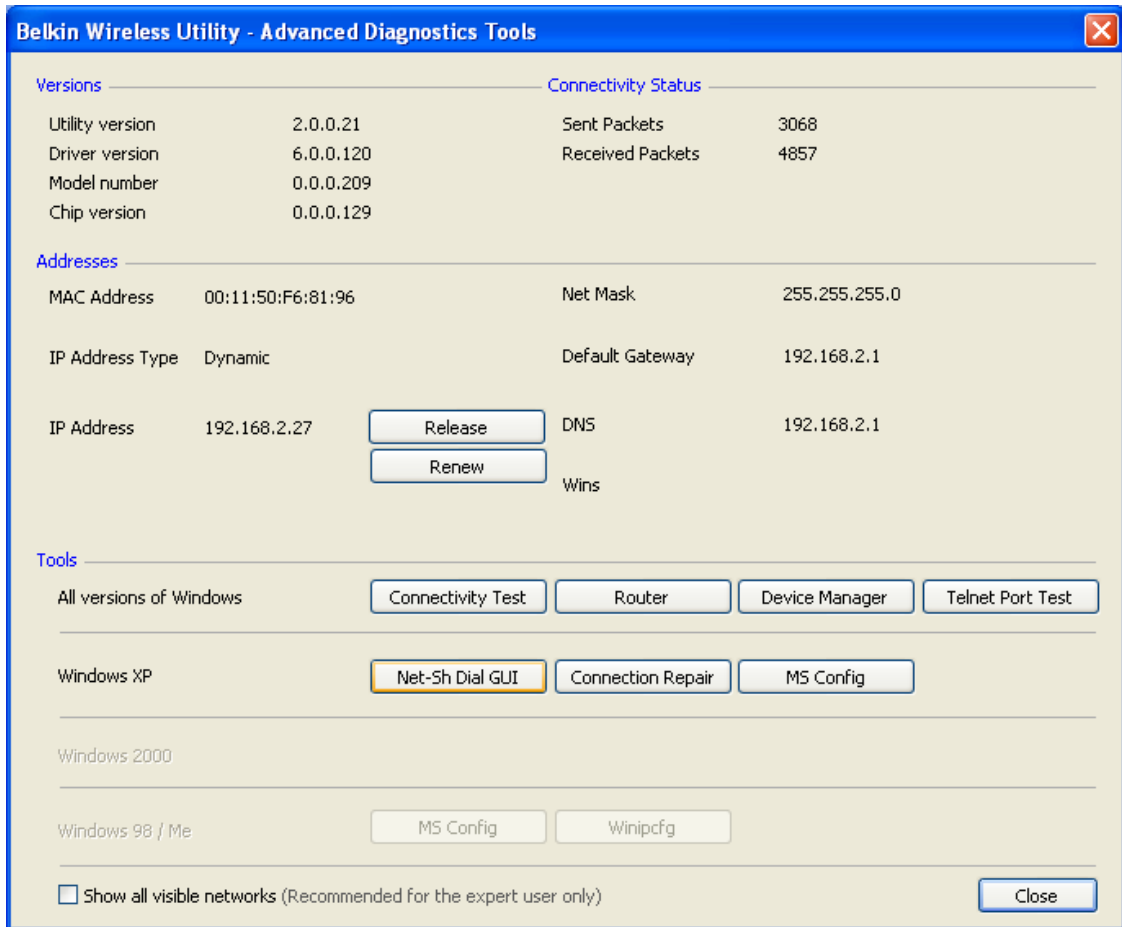 Belkin Wireless Utility - Advanced Diagnostics Tools
Versions
Utility version 2.0.0.21
Driver version 6.0.0.120
Model number 0.0.0.209
Chip version 0.0.0.129
Connectivity Status
Sent Packets 3068
Received Packets 4857
Addresses
MAC Address 00:11:50:F6:81:96
IP Address Type Dynamic
IP Address 192.168.2.27 Release
Renew
Net Mask 255.255.255.0
Default Gateway 192.168.2.1
DNS 192.168.2.1
Wins
Tools
All versions of Windows Connectivity Test Router Device Manager Telnet Port Test
Windows XP Net-Sh Dial GUI Connection Repair MS Config
Windows 2000
Windows 98 / Me MS Config Winipcfg
Show all visible networks (Recommended for the expert user only) Close